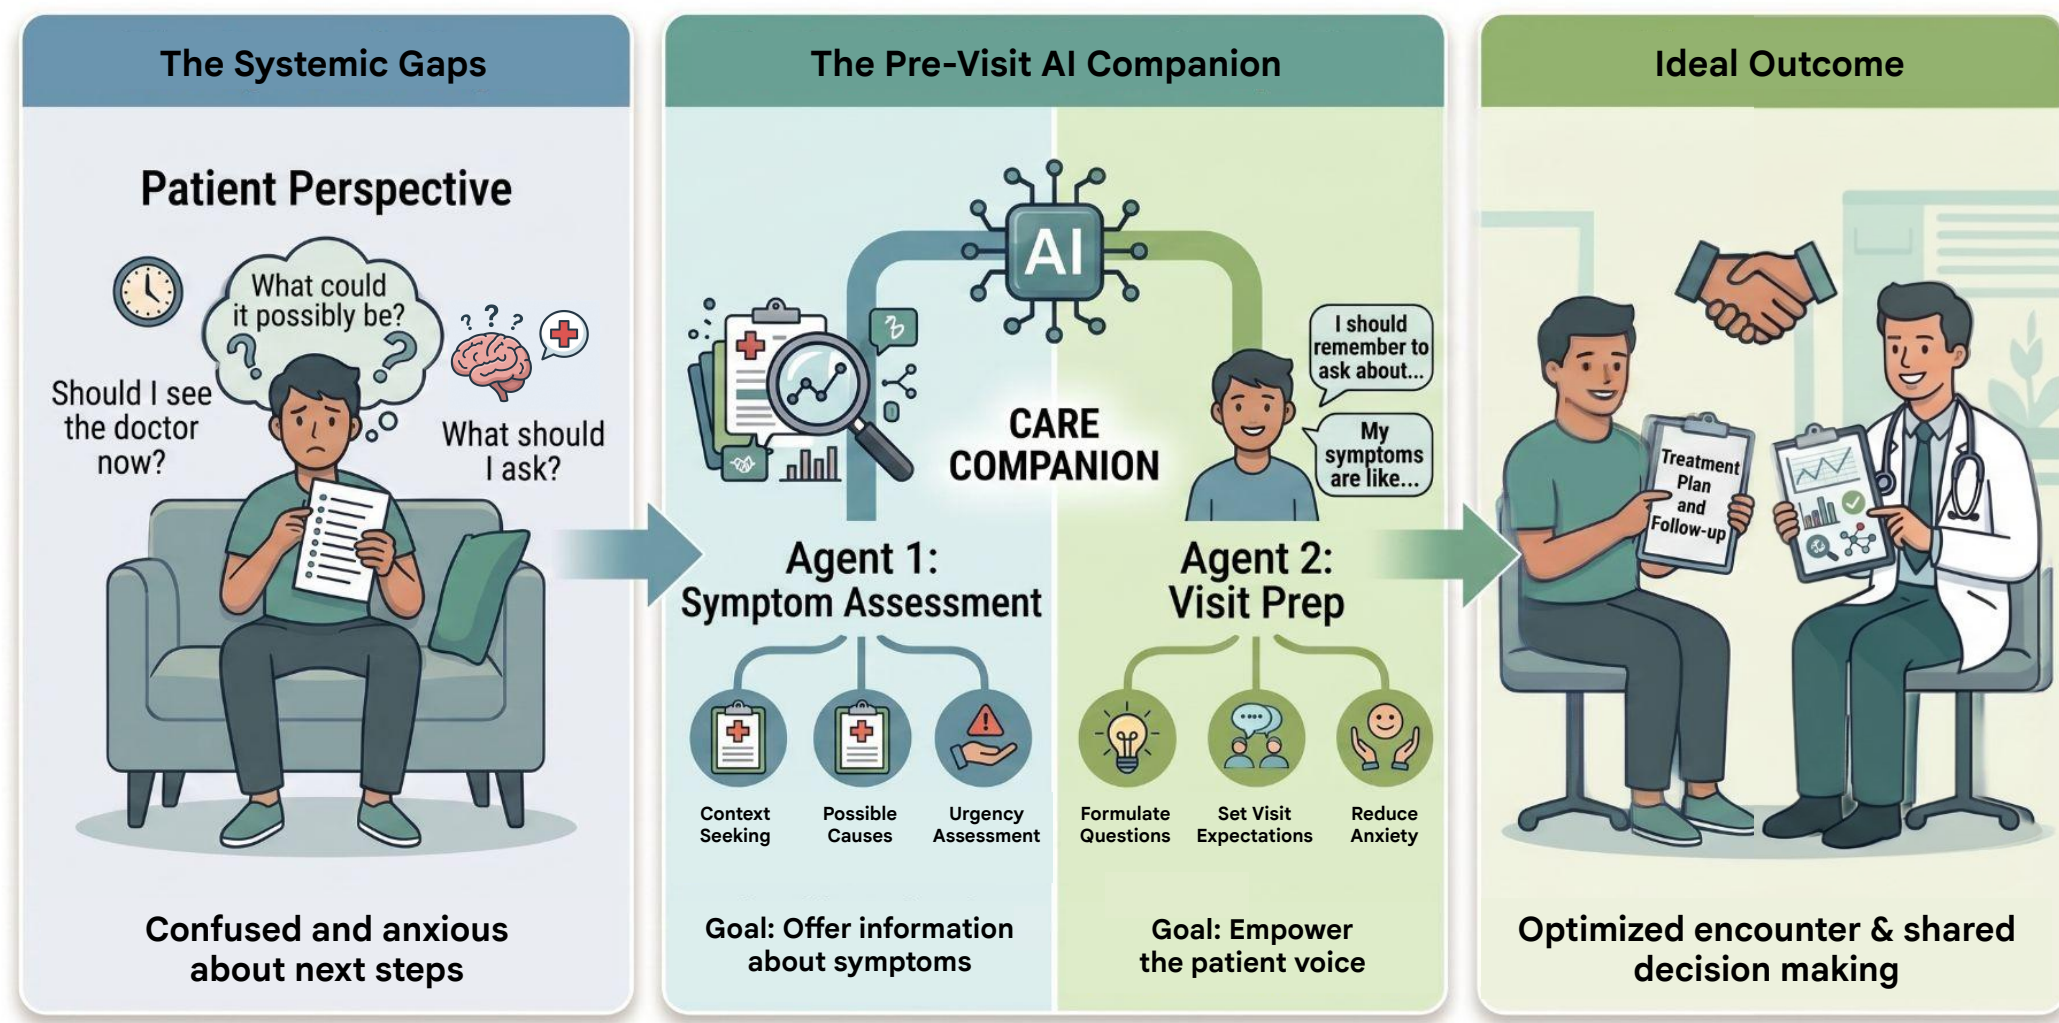 The Systemic Gaps
Patient Perspective
What could
it possibly be?
Should I see
the doctor
now?
What should
I ask?
Confused and anxious
about next steps
The Pre-Visit AI Companion
AI
CARE
COMPANION
I should
remember to
ask about...
My
symptoms
are like...
Agent 1:
Symptom Assessment
Context
Seeking
Possible
Causes
Urgency
Assessment
Goal: Offer information
about symptoms
Agent 2:
Visit Prep
Formulate
Questions
Set Visit
Expectations
Reduce
Anxiety
Goal: Empower
the patient voice
Ideal Outcome
Treatment
Plan
and
Follow-up
Optimized encounter & shared
decision making